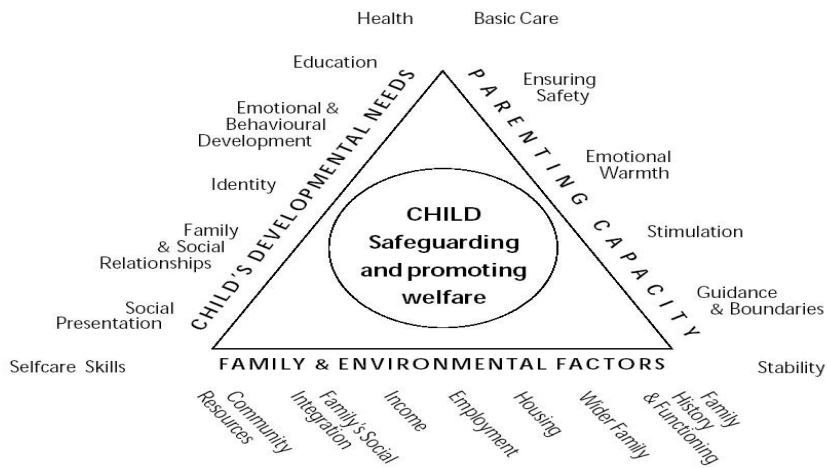 Health
Education
Emotional &
Behavioural
Development
Identity
Family
& Social
Relationships
Social
Presentation
Selfcare Skills
CHILD'S DEVELOPMENTAL NEEDS
Basic Care
Ensuring
Safety
Emotional
Warmth
Stimulation
Guidance
& Boundaries
Stability
PARENTING CAPACITY
CHILD
Safeguarding
and promoting
welfare
FAMILY & ENVIRONMENTAL FACTORS
Community
Resources
Family's Social
Integration
Income
Employment
Housing
Wider Family
Family
History
& Functioning